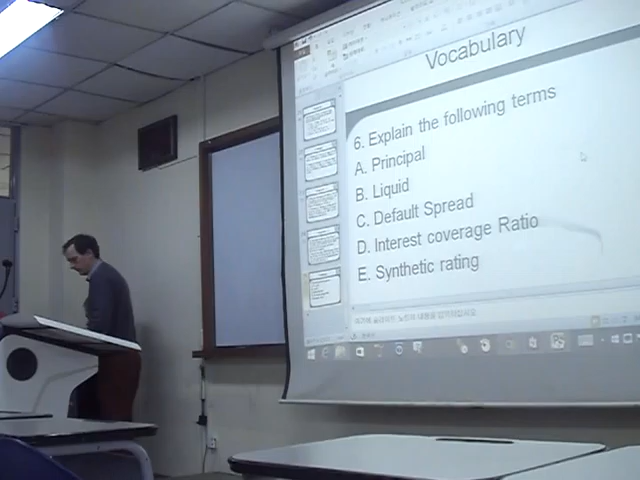 Vocabulary
6. Explain the following terms
A. Principal
B. Liquid
C. Default Spread
D. Interest coverage Ratio
E. Synthetic rating